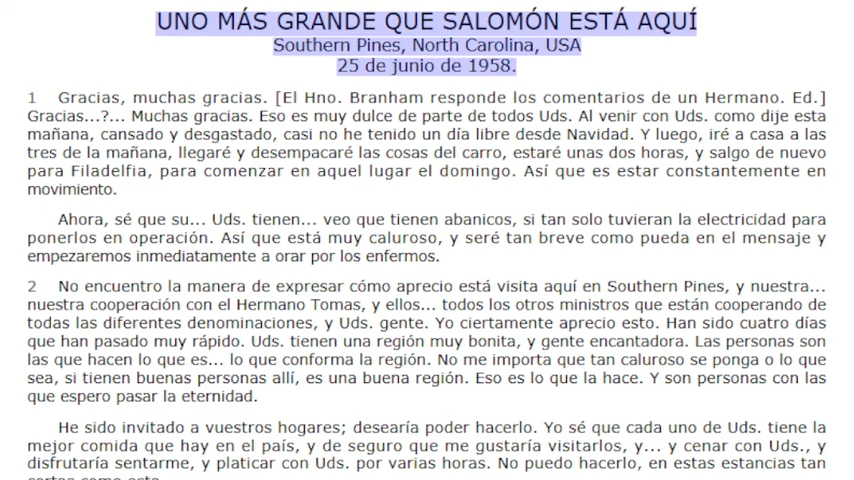 UNO MÁS GRANDE QUE SALOMÓN ESTÁ AQUÍ
Southern Pines, North Carolina, USA
25 de junio de 1958.
1 Gracias, muchas gracias. [El Hno. Branham responde los comentarios de un Hermano. Ed.]
Gracias...?... Muchas gracias. Eso es muy dulce de parte de todos Uds. Al venir con Uds. como dije esta
mañana, cansado y desgastado, casi no he tenido un día libre desde Navidad. Y luego, iré a casa a las
tres de la mañana, llegaré y desempacaré las cosas del carro, estaré unas dos horas, y salgo de nuevo
para Filadelfia, para comenzar en aquel lugar el domingo. Así que es estar constantemente en
movimiento.
Ahora, sé que su... Uds. tienen... veo que tienen abanicos, si tan solo tuvieran la electricidad para
ponerlos en operación. Así que está muy caluroso, y seré tan breve como pueda en el mensaje y
empezaremos inmediatamente a orar por los enfermos.
2 No encuentro la manera de expresar cómo aprecio está visita aquí en Southern Pines, y nuestra...
nuestra cooperación con el Hermano Tomas, y ellos... todos los otros ministros que están cooperando de
todas las diferentes denominaciones, y Uds. gente. Yo ciertamente aprecio esto. Han sido cuatro días
que han pasado muy rápido. Uds. tienen una región muy bonita, y gente encantadora. Las personas son
las que hacen lo que es... lo que conforma la región. No me importa que tan caluroso se ponga o lo que
sea, si tienen buenas personas allí, es una buena región. Eso es lo que la hace. Y son personas con las
que espero pasar la eternidad.
He sido invitado a vuestros hogares; desearía poder hacerlo. Yo sé que cada uno de Uds. tiene la
mejor comida que hay en el país, y de seguro que me gustaría visitarlos, y... y cenar con Uds., y
disfrutaría sentarme, y platicar con Uds. por varias horas. No puedo hacerlo, en estas estancias tan